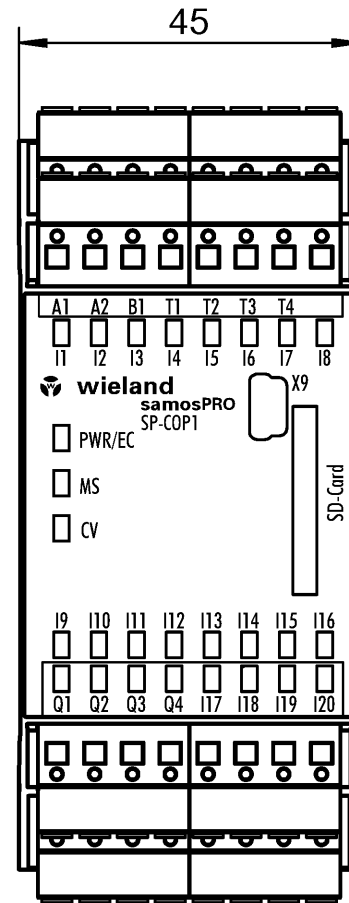 45
A1 A2 B1 T1 T2 T3 T4
I1 I2 I3 I4 I5 I6 I7 I8
wieland
samosPRO
SP-COP1
X9
PWR/EC
MS
CV
SD-Card
I9 I10 I11 I12 I13 I14 I15 I16
Q1 Q2 Q3 Q4 I17 I18 I19 I20